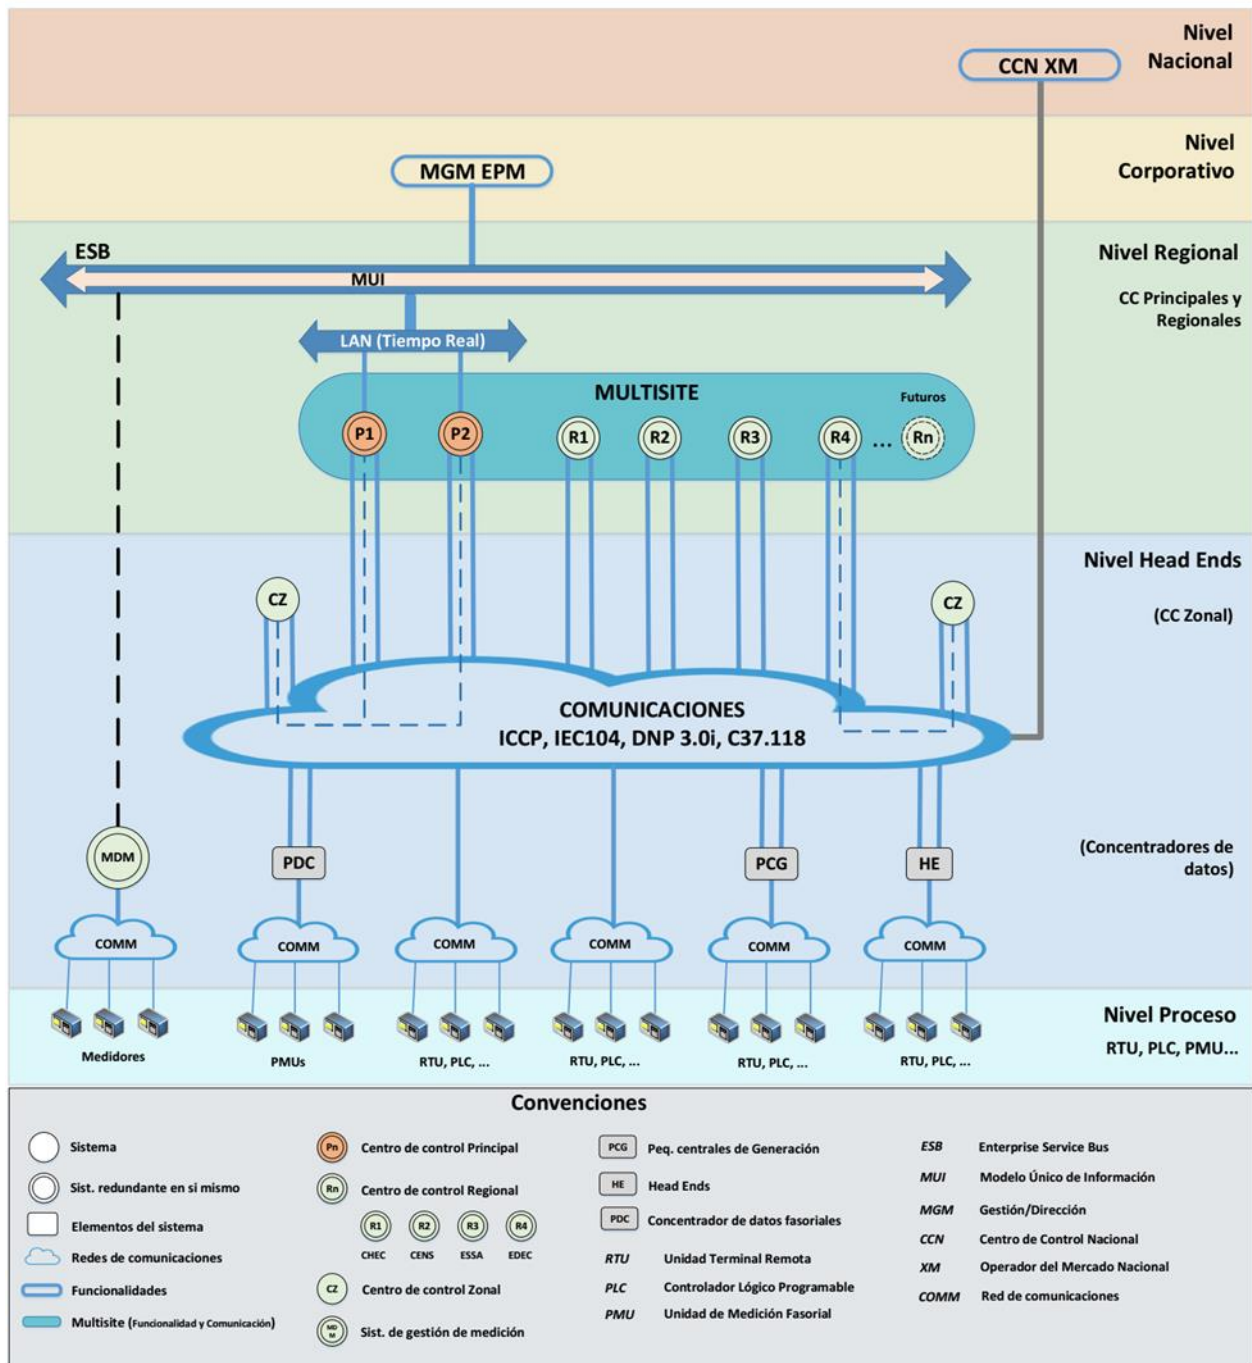 Nivel
Nacional
CCN XM
Nivel
Corporativo
MGM EPM
ESB
MUI
Nivel Regional
CC Principales y
Regionales
LAN (Tiempo Real)
MULTISITE
Futuros
P1
P2
R1
R2
R3
R4
...
Rn
Nivel Head Ends
(CC Zonal)
CZ
CZ
COMUNICACIONES
ICCP, IEC104, DNP 3.0i, C37.118
MDM
PDC
PCG
HE
(Concentradores de
datos)
COMM
COMM
COMM
COMM
COMM
COMM
Nivel Proceso
RTU, PLC, PMU...
Medidores
PMUs
RTU, PLC, ...
RTU, PLC, ...
RTU, PLC, ...
RTU, PLC, ...
Convenciones
Sistema
Sist. redundante en si mismo
Elementos del sistema
Redes de comunicaciones
Funcionalidades
Multisite (Funcionalidad y Comunicación)
Pn Centro de control Principal
Rn Centro de control Regional
R1 R2 R3 R4
CHEC CENS ESSA EDEC
CZ Centro de control Zonal
MD
M
Sist. de gestión de medición
PCG Peq. centrales de Generación
HE Head Ends
PDC Concentrador de datos fasoriales
RTU Unidad Terminal Remota
PLC Controlador Lógico Programable
PMU Unidad de Medición Fasorial
ESB Enterprise Service Bus
MUI Modelo Único de Información
MGM Gestión/Dirección
CCN Centro de Control Nacional
XM Operador del Mercado Nacional
COMM Red de comunicaciones